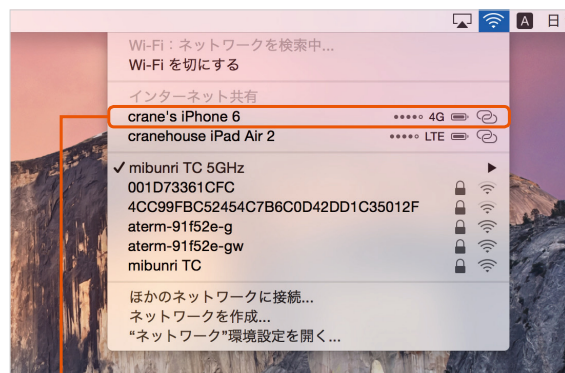 A 日
Wi-Fi：ネットワークを検索中...
Wi-Fi を切にする
インターネット共有
crane's iPhone 6 4G
cranehouse iPad Air 2 LTE
✓ mibunri TC 5GHz
001D73361CFC
4CC99FBC52454C7B6C0D42DD1C35012F
aterm-91f52e-g
aterm-91f52e-gw
mibunri TC
ほかのネットワークに接続...
ネットワークを作成...
“ネットワーク”環境設定を開く...